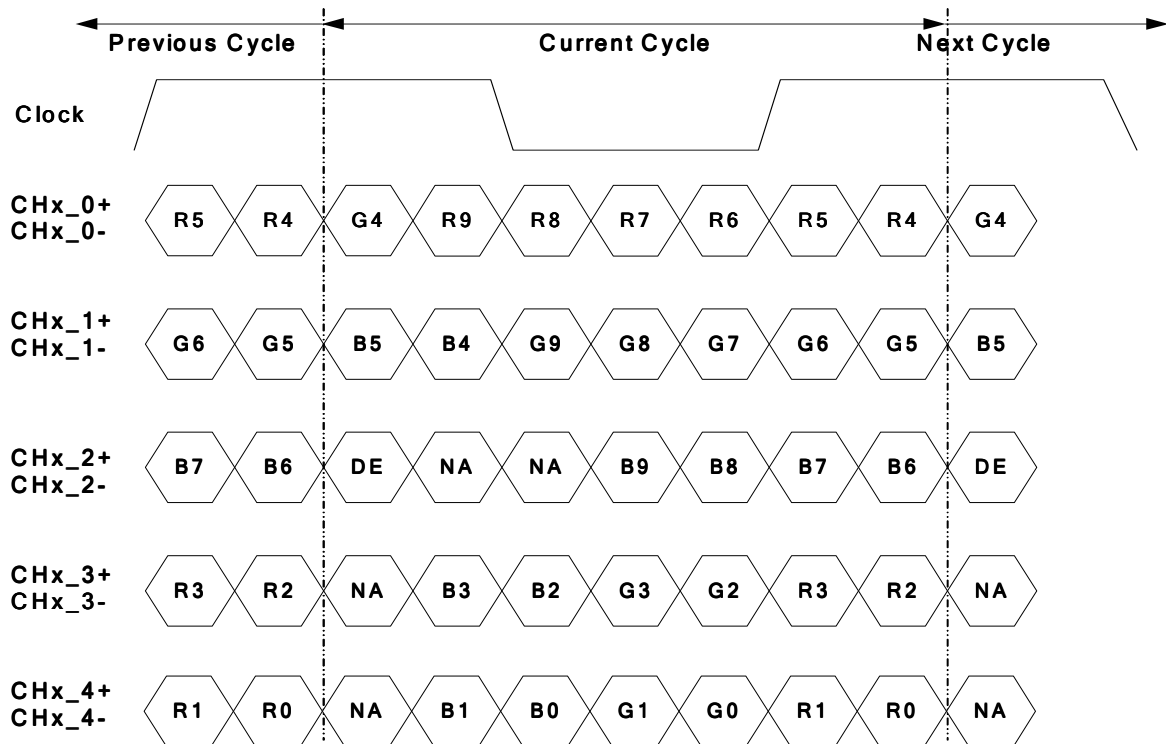 Previous Cycle Current Cycle Next Cycle
Clock
CHx_0+
CHx_0-
R5 R4 G4 R9 R8 R7 R6 R5 R4 G4
CHx_1+
CHx_1-
G6 G5 B5 B4 G9 G8 G7 G6 G5 B5
CHx_2+
CHx_2-
B7 B6 DE NA NA B9 B8 B7 B6 DE
CHx_3+
CHx_3-
R3 R2 NA B3 B2 G3 G2 R3 R2 NA
CHx_4+
CHx_4-
R1 R0 NA B1 B0 G1 G0 R1 R0 NA